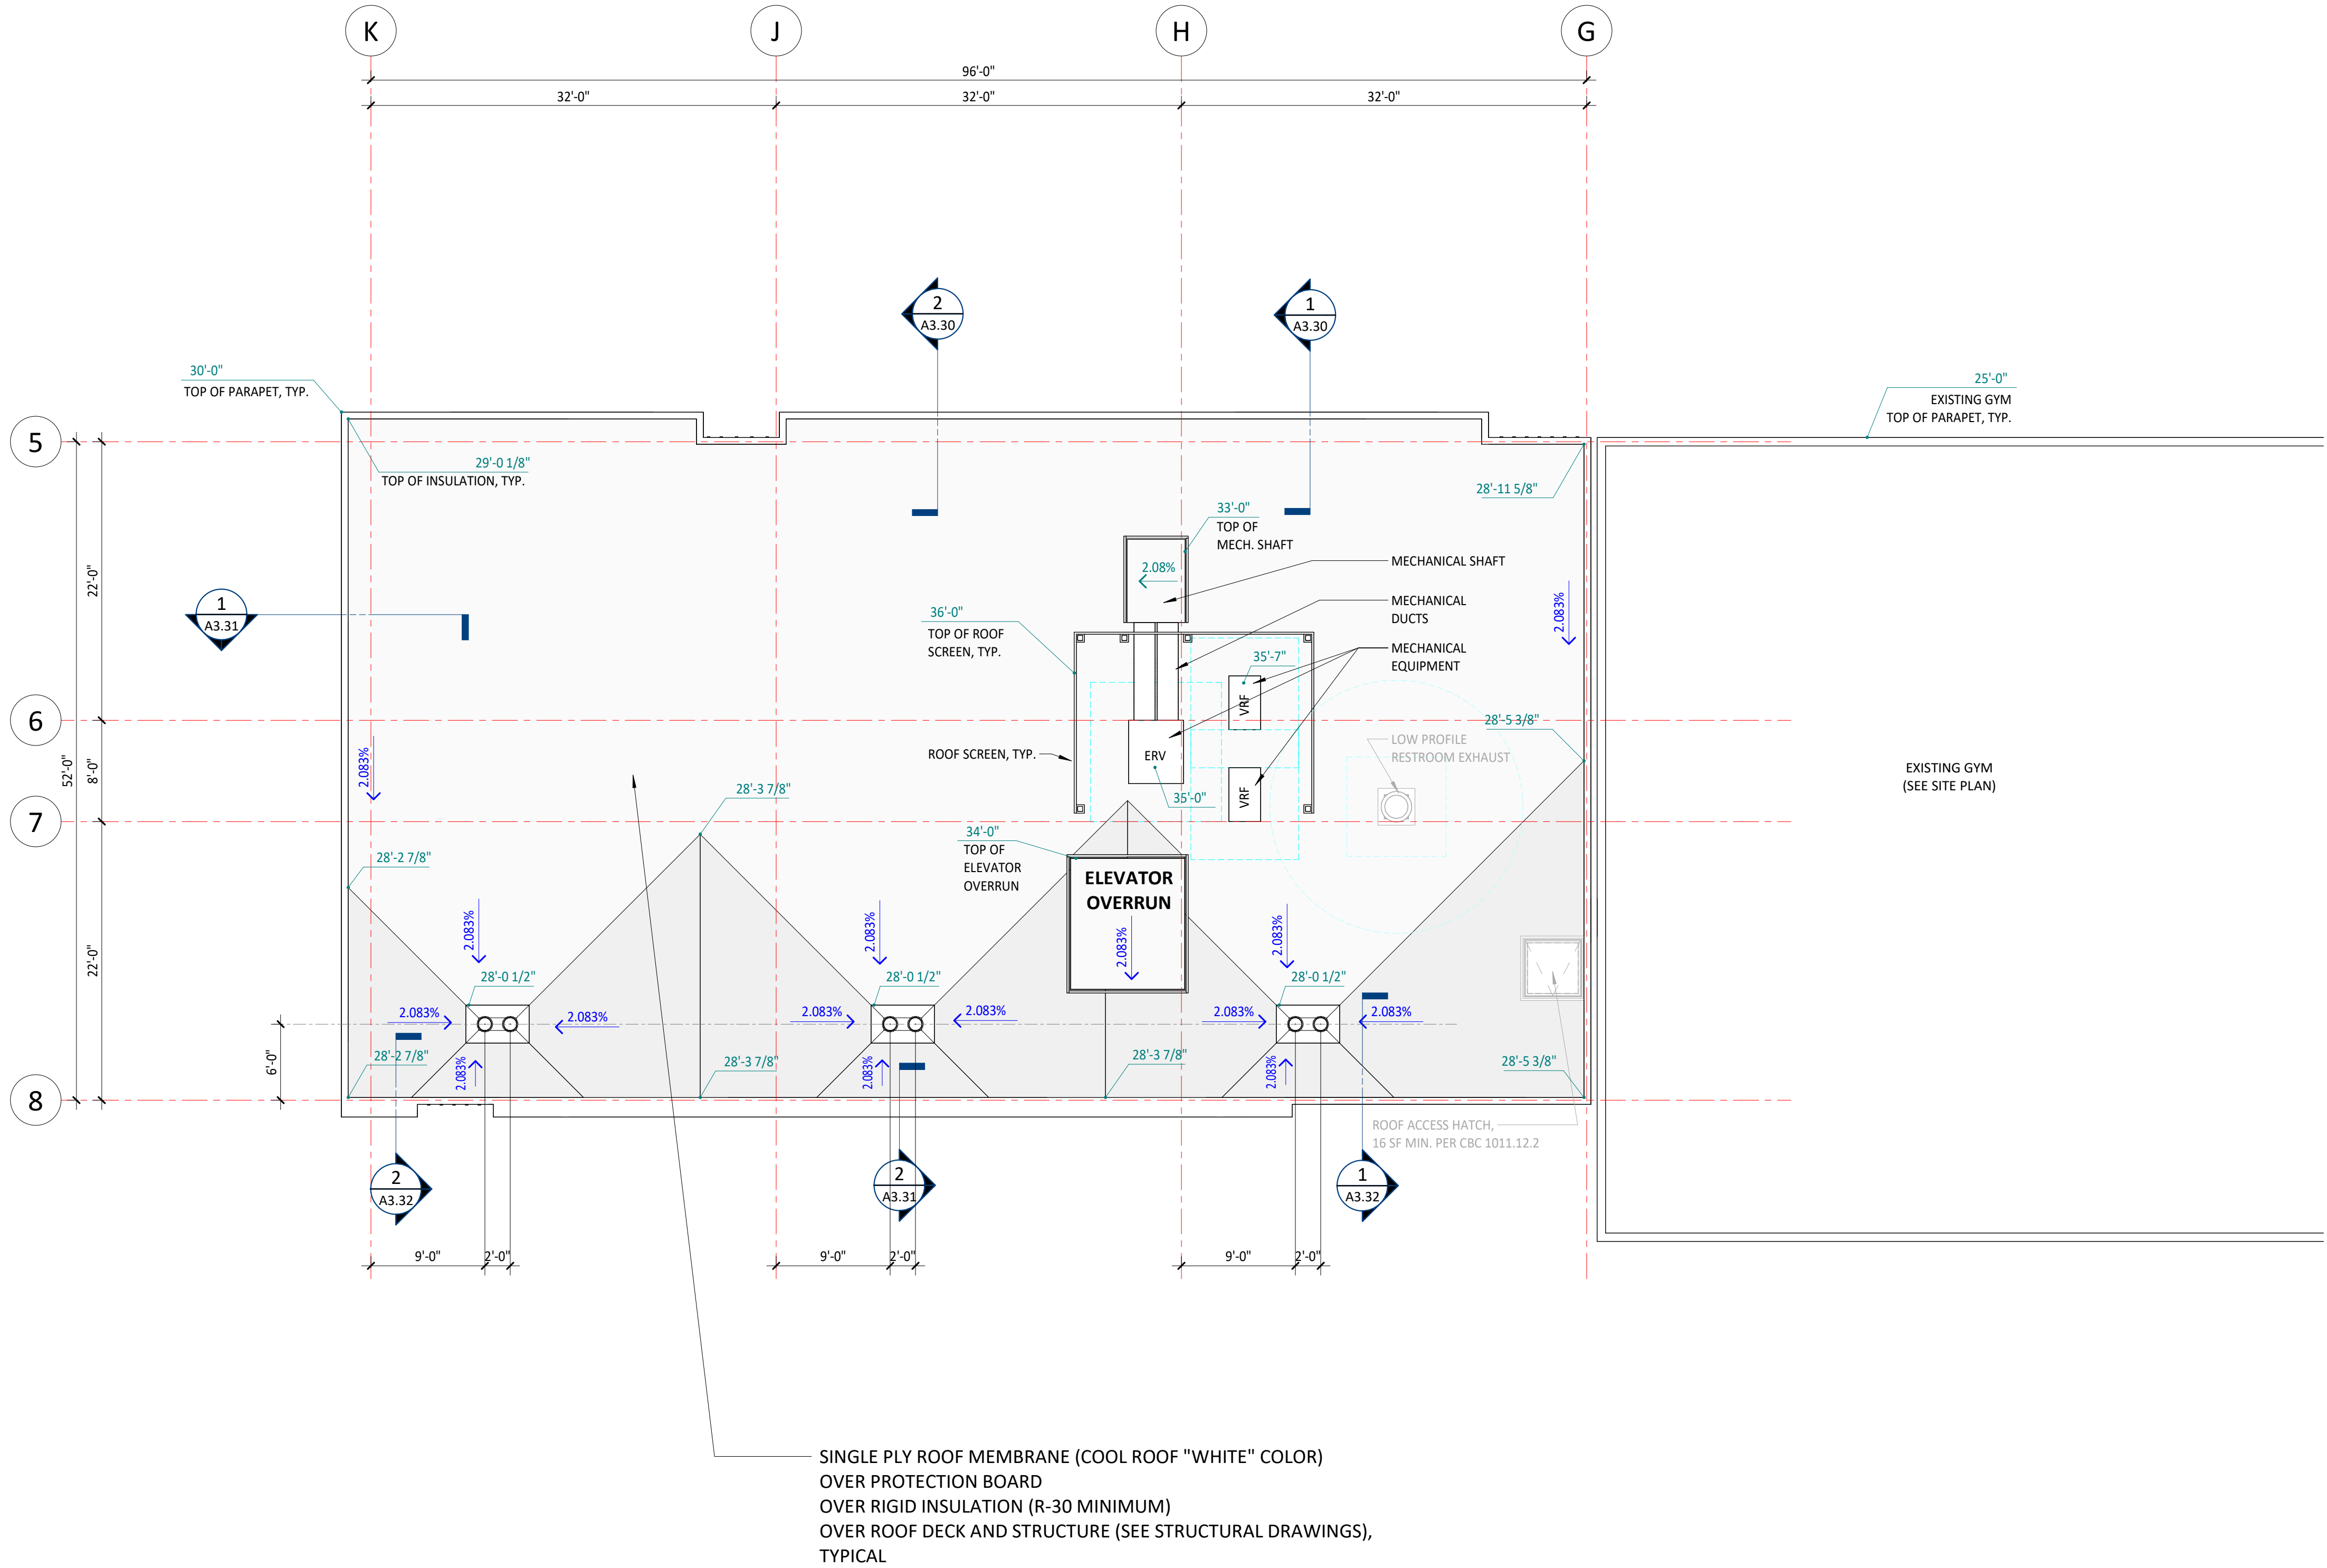 K
J
H
G
96'-0"
32'-0"
32'-0"
32'-0"
2
A3.30
1
A3.30
30'-0"
TOP OF PARAPET, TYP.
25'-0"
EXISTING GYM
TOP OF PARAPET, TYP.
5
29'-0 1/8"
TOP OF INSULATION, TYP.
28'-11 5/8"
33'-0"
TOP OF
MECH. SHAFT
MECHANICAL SHAFT
2.08%
22'-0"
1
A3.31
36'-0"
TOP OF ROOF
SCREEN, TYP.
MECHANICAL
DUCTS
2.083%
MECHANICAL
EQUIPMENT
35'-7"
VRF
6
28'-5 3/8"
LOW PROFILE
RESTROOM EXHAUST
ROOF SCREEN, TYP.
ERV
52'-0"
8'-0"
2.083%
EXISTING GYM
(SEE SITE PLAN)
28'-3 7/8"
35'-0"
VRF
7
34'-0"
TOP OF
ELEVATOR
OVERRUN
28'-2 7/8"
ELEVATOR
OVERRUN
2.083%
2.083%
2.083%
2.083%
22'-0"
28'-0 1/2"
28'-0 1/2"
28'-0 1/2"
2.083%
2.083%
2.083%
2.083%
2.083%
2.083%
6'-0"
28'-2 7/8"
2.083%
28'-3 7/8"
2.083%
28'-3 7/8"
2.083%
28'-5 3/8"
8
ROOF ACCESS HATCH,
16 SF MIN. PER CBC 1011.12.2
2
A3.32
2
A3.31
1
A3.32
9'-0"
2'-0"
9'-0"
2'-0"
9'-0"
2'-0"
SINGLE PLY ROOF MEMBRANE (COOL ROOF "WHITE" COLOR)
OVER PROTECTION BOARD
OVER RIGID INSULATION (R-30 MINIMUM)
OVER ROOF DECK AND STRUCTURE (SEE STRUCTURAL DRAWINGS),
TYPICAL